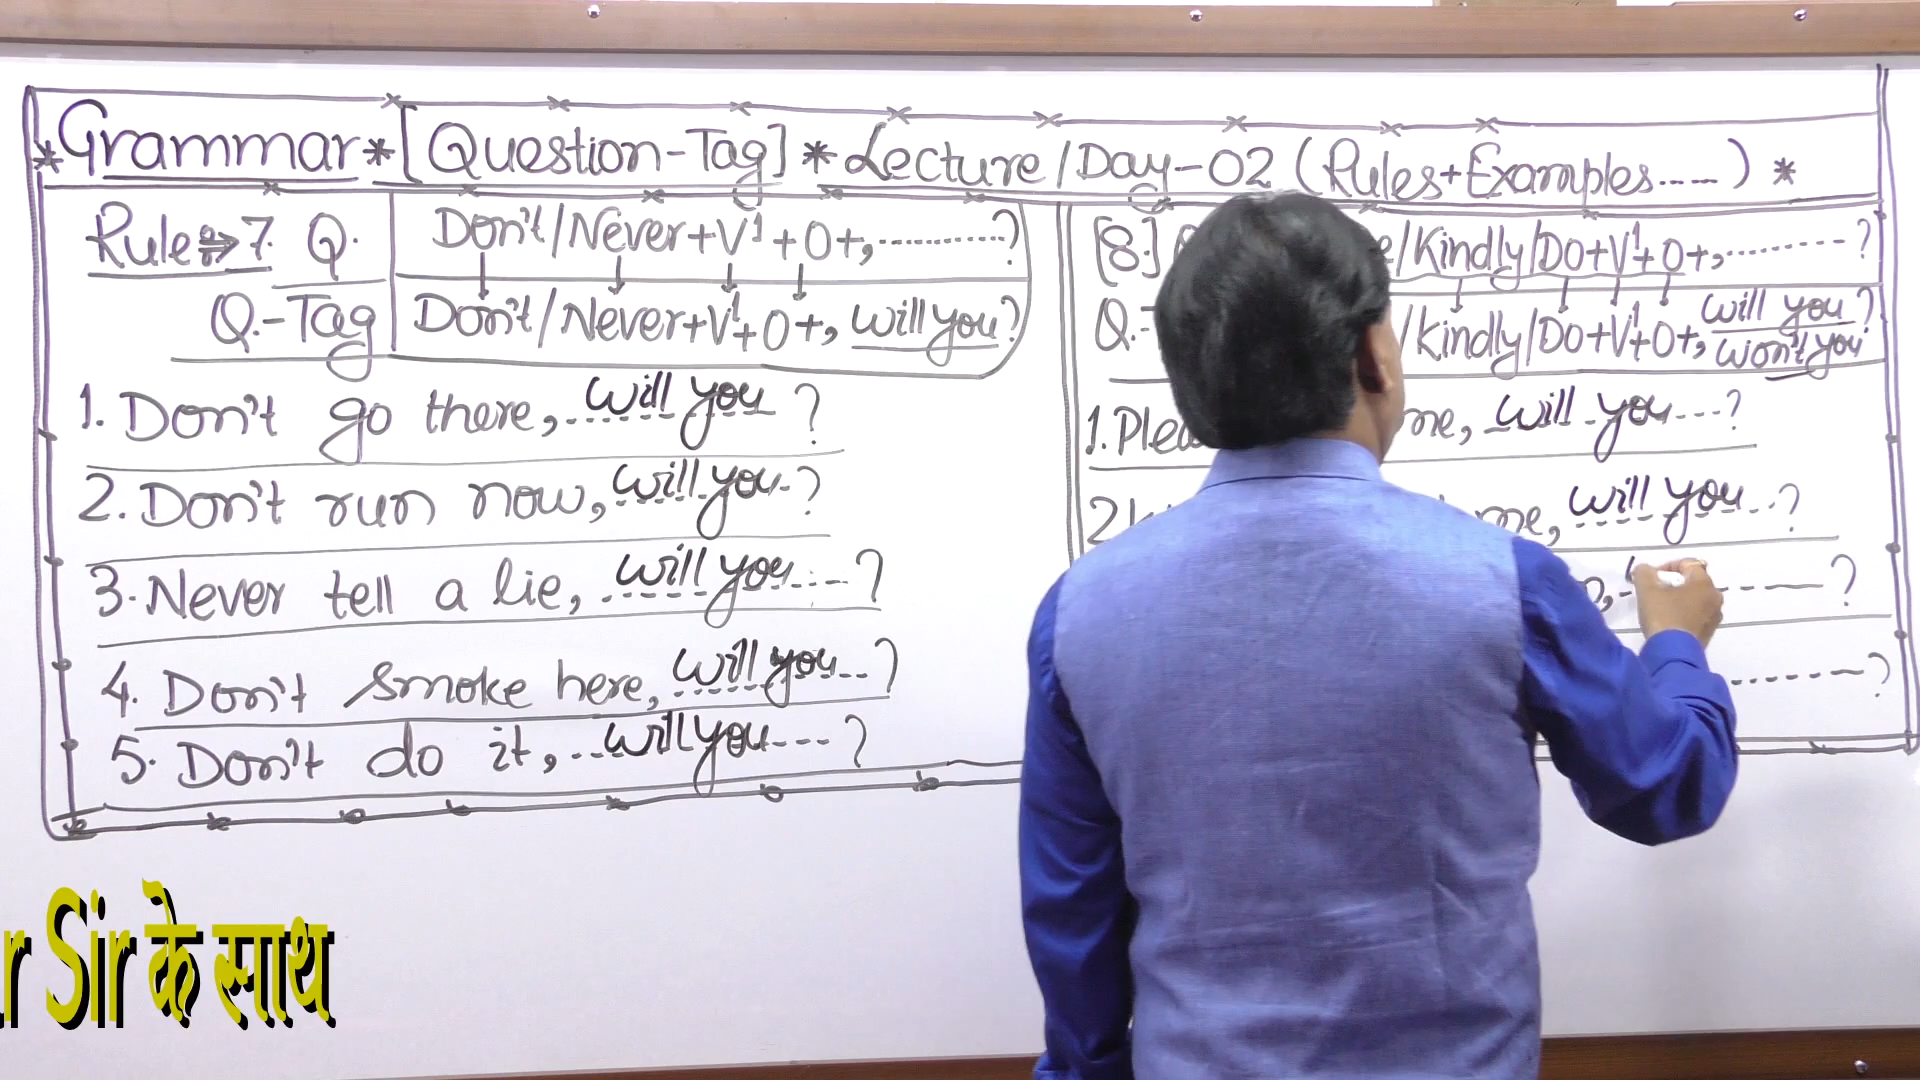 *Grammar* [Question-Tag] * Lecture/Day-02 (Rules+Examples.....) *
Rule⇒7. Q. Don't/Never+V¹+O+,............?
Q.-Tag Don't/Never+V¹+O+, will you?
1. Don't go there, will you ?
2. Don't run now, will you ?
3. Never tell a lie, will you ?
4. Don't smoke here, will you ?
5. Don't do it, will you ?
[8.] /Kindly/Do+V¹+O+,.........?
Q.- /Kindly/Do+V¹+O+, will you?
won't you
1. me, will you ?
2. me, will you ?
?
?
Sir के साथ